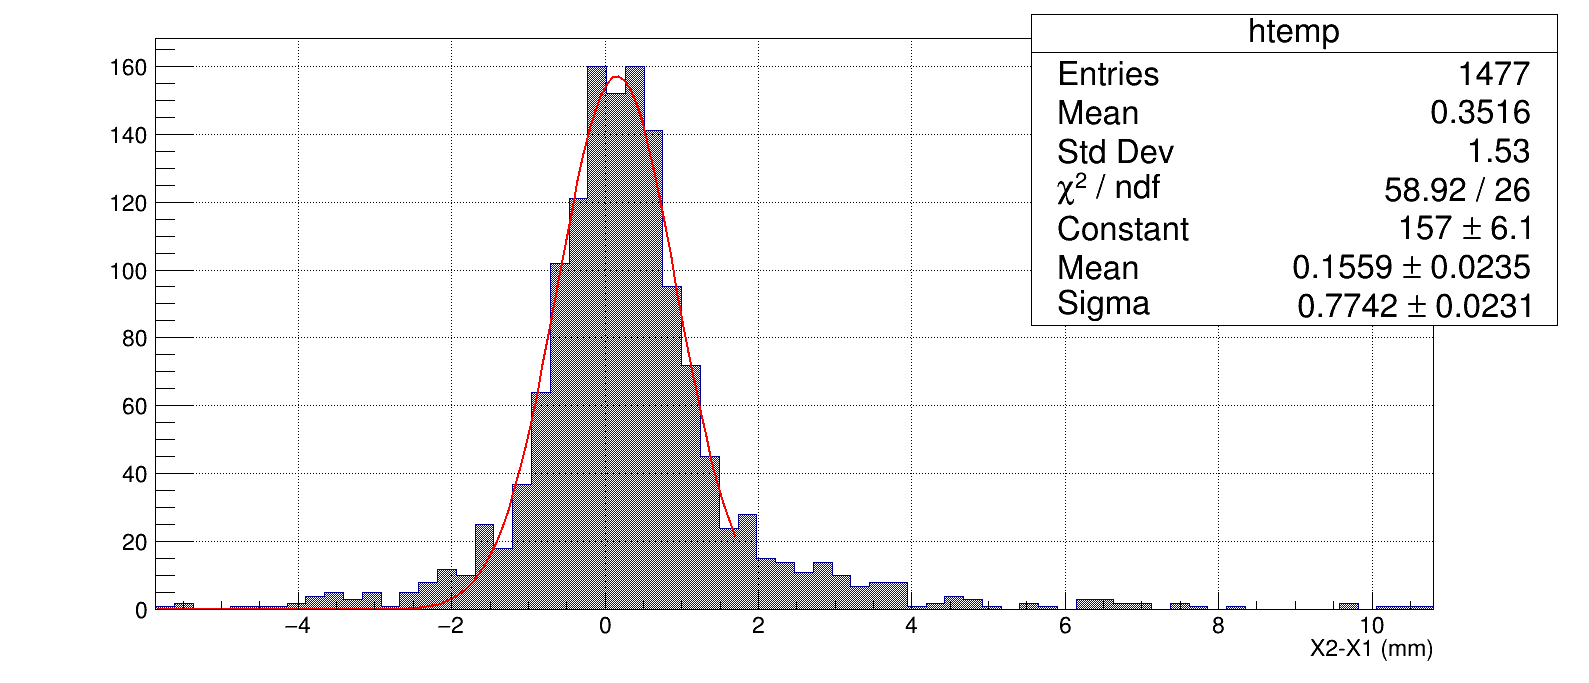 htemp
Entries 1477
Mean 0.3516
Std Dev 1.53
χ² / ndf 58.92 / 26
Constant 157 ± 6.1
Mean 0.1559 ± 0.0235
Sigma 0.7742 ± 0.0231
160
140
120
100
80
60
40
20
0
−4 −2 0 2 4 6 8 10
X2-X1 (mm)